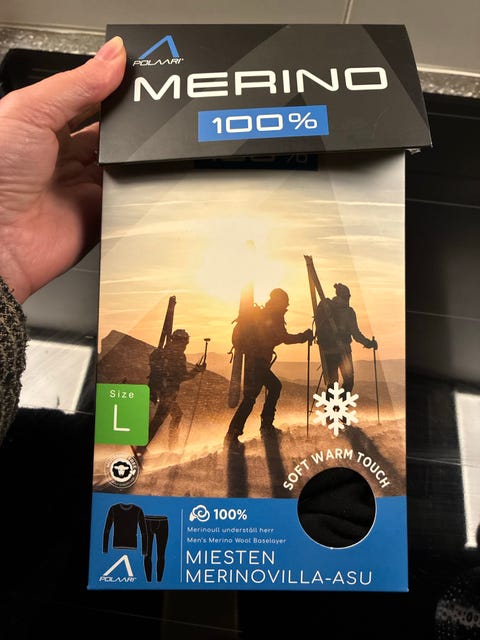 POLAARI
MERINO
100%
100%
Size
L
SOFT WARM TOUCH
100%
Merinoull underställ herr
Men's Merino Wool Baselayer
MIESTEN
MERINOVILLA-ASU
POLAARI